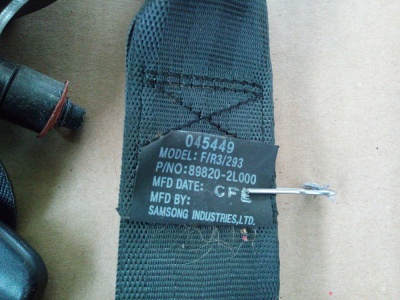 045449
MODEL: F/R3/293
P/NO: 89820-2L000
MFD DATE: CFE
MFD BY:
SAMSONG INDUSTRIES,LTD.